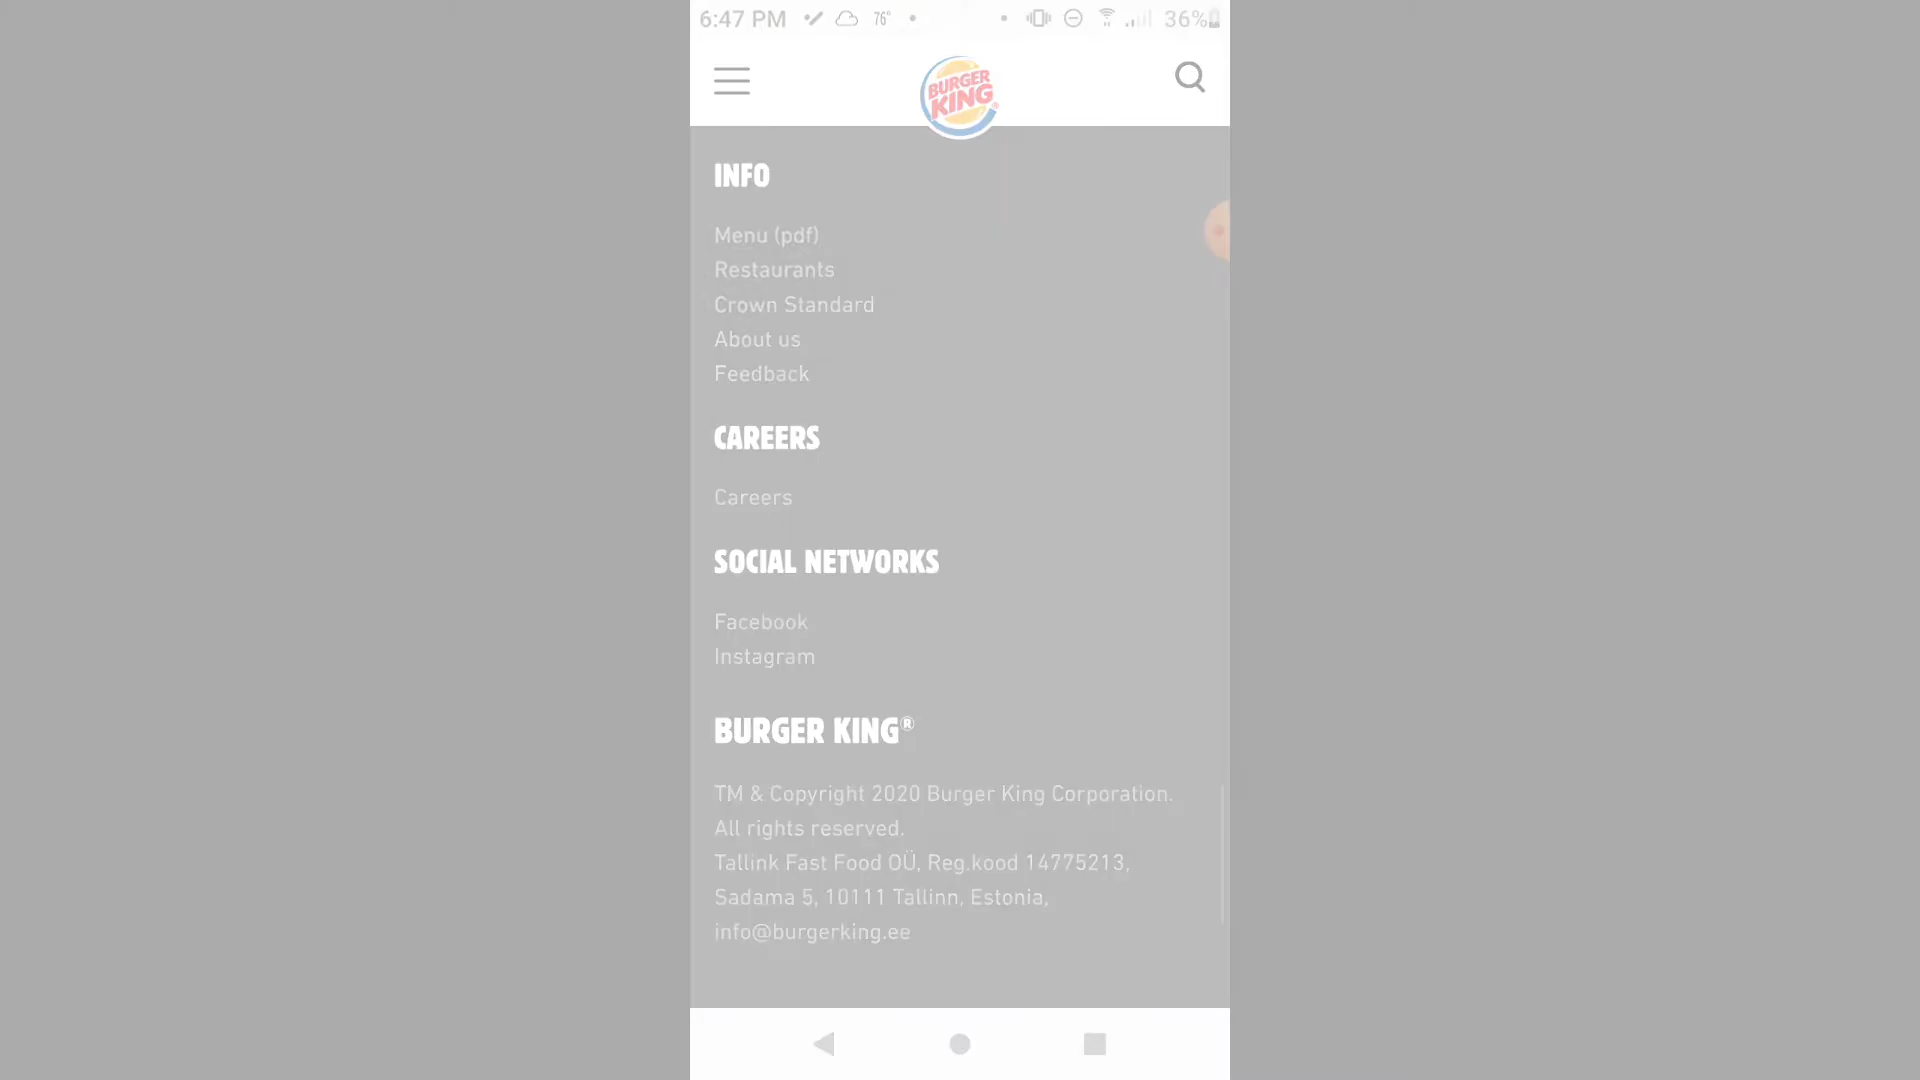 6:47 PM 76° 36%
BURGER
KING®
INFO
Menu (pdf)
Restaurants
Crown Standard
About us
Feedback
CAREERS
Careers
SOCIAL NETWORKS
Facebook
Instagram
BURGER KING®
TM & Copyright 2020 Burger King Corporation.
All rights reserved.
Tallink Fast Food OÜ, Reg.kood 14775213,
Sadama 5, 10111 Tallinn, Estonia,
info@burgerking.ee